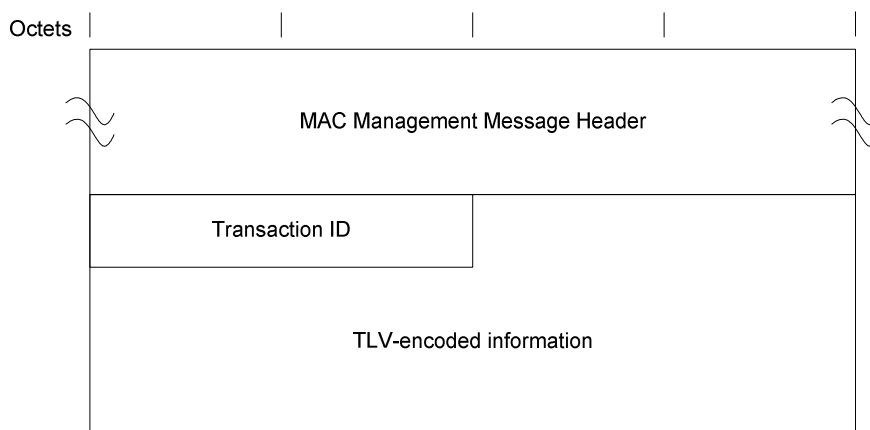 Octets
MAC Management Message Header
Transaction ID
TLV-encoded information